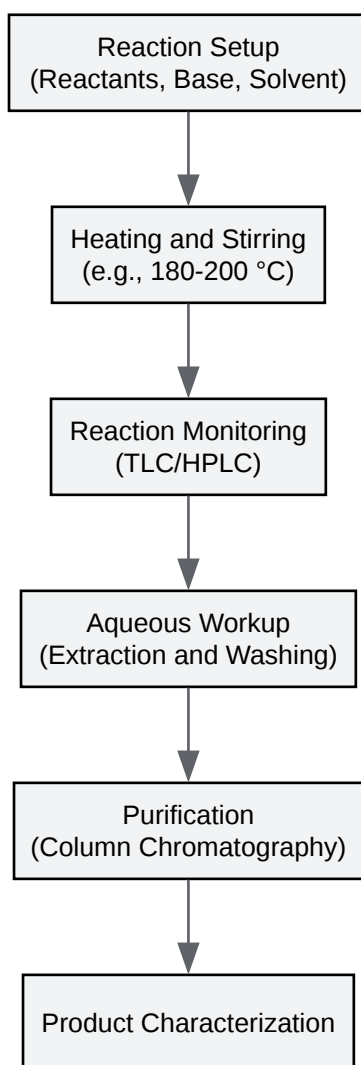 Reaction Setup
(Reactants, Base, Solvent)
Heating and Stirring
(e.g., 180-200 °C)
Reaction Monitoring
(TLC/HPLC)
Aqueous Workup
(Extraction and Washing)
Purification
(Column Chromatography)
Product Characterization